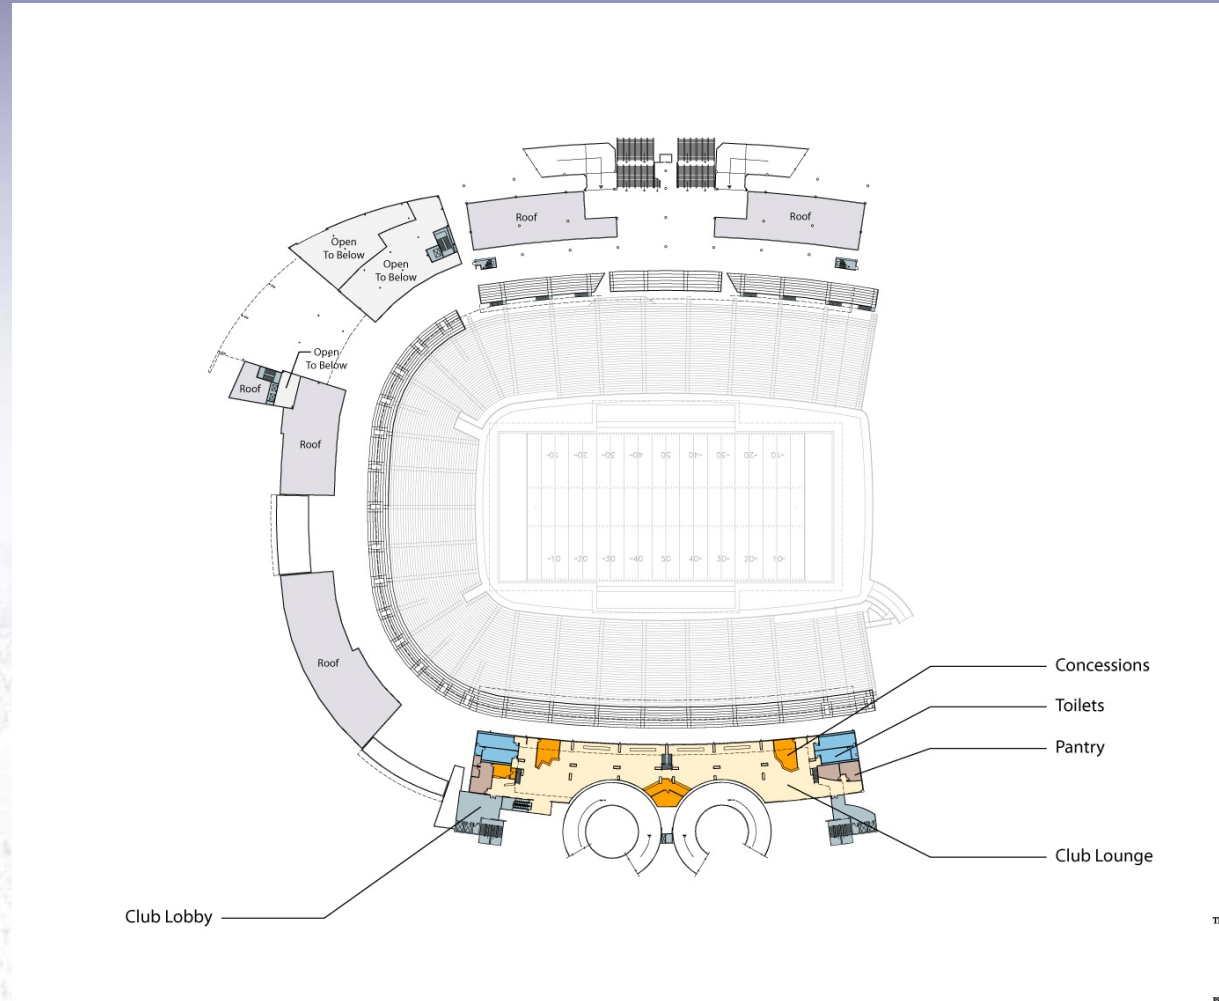 Roof
Roof
Open
To Below
Open
To Below
Open
To Below
Roof
Roof
-10 -20 -30 -40 50 40- 30- 20- 10-
-10 -20 -30 -40 50 40- 30- 20- 10-
Roof
Concessions
Toilets
Pantry
Club Lounge
Club Lobby